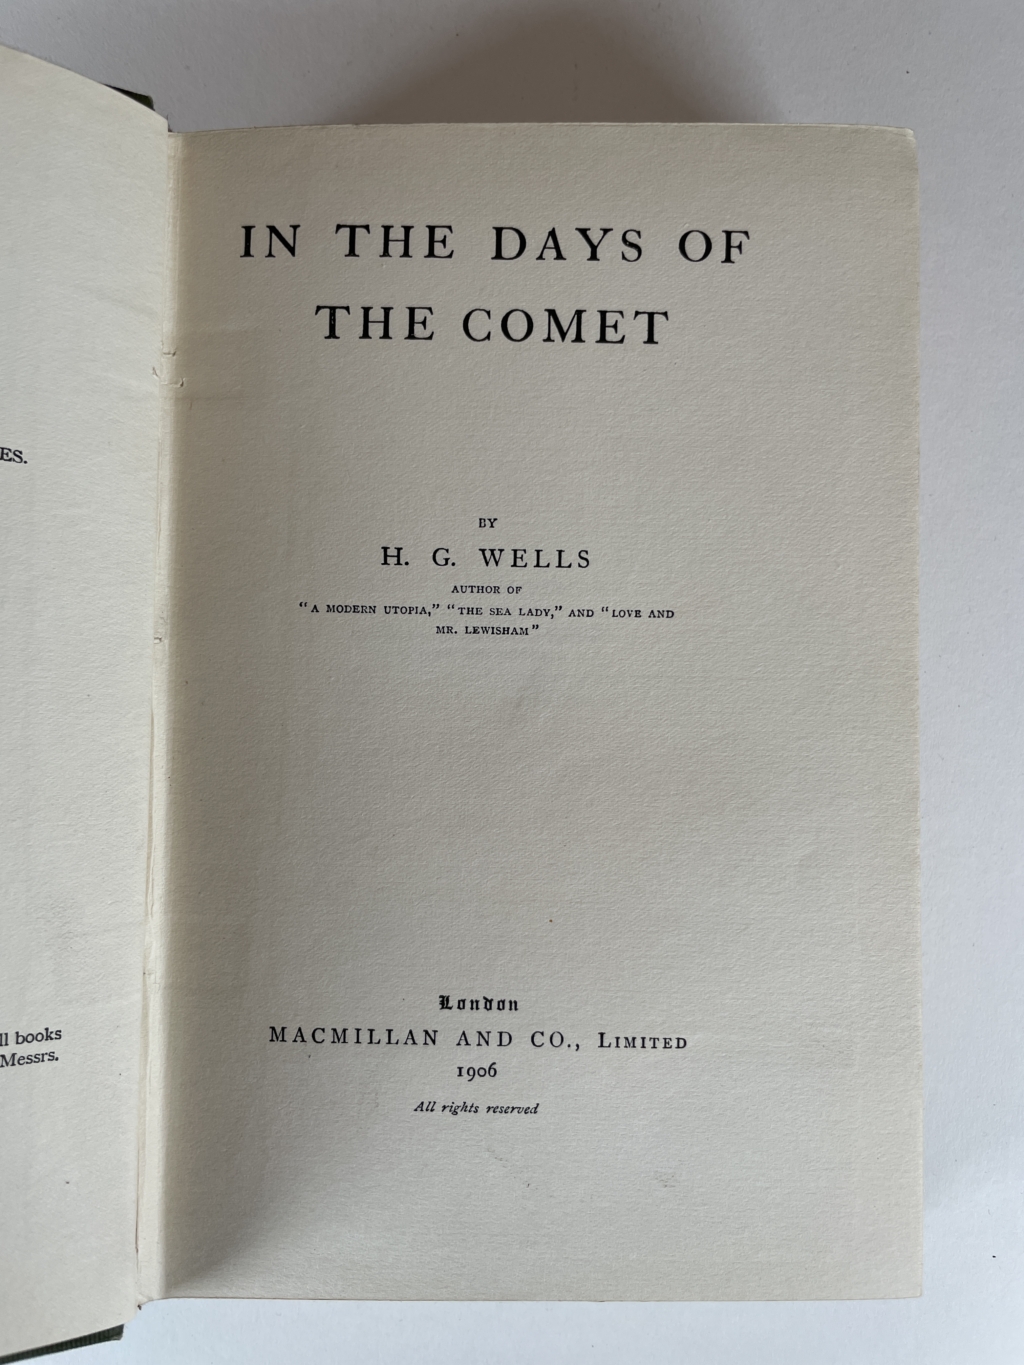 ES.
ll books
Messrs.
IN THE DAYS OF
THE COMET
BY
H. G. WELLS
AUTHOR OF
“A MODERN UTOPIA,” “THE SEA LADY,” AND “LOVE AND
MR. LEWISHAM”
London
MACMILLAN AND CO., LIMITED
1906
All rights reserved